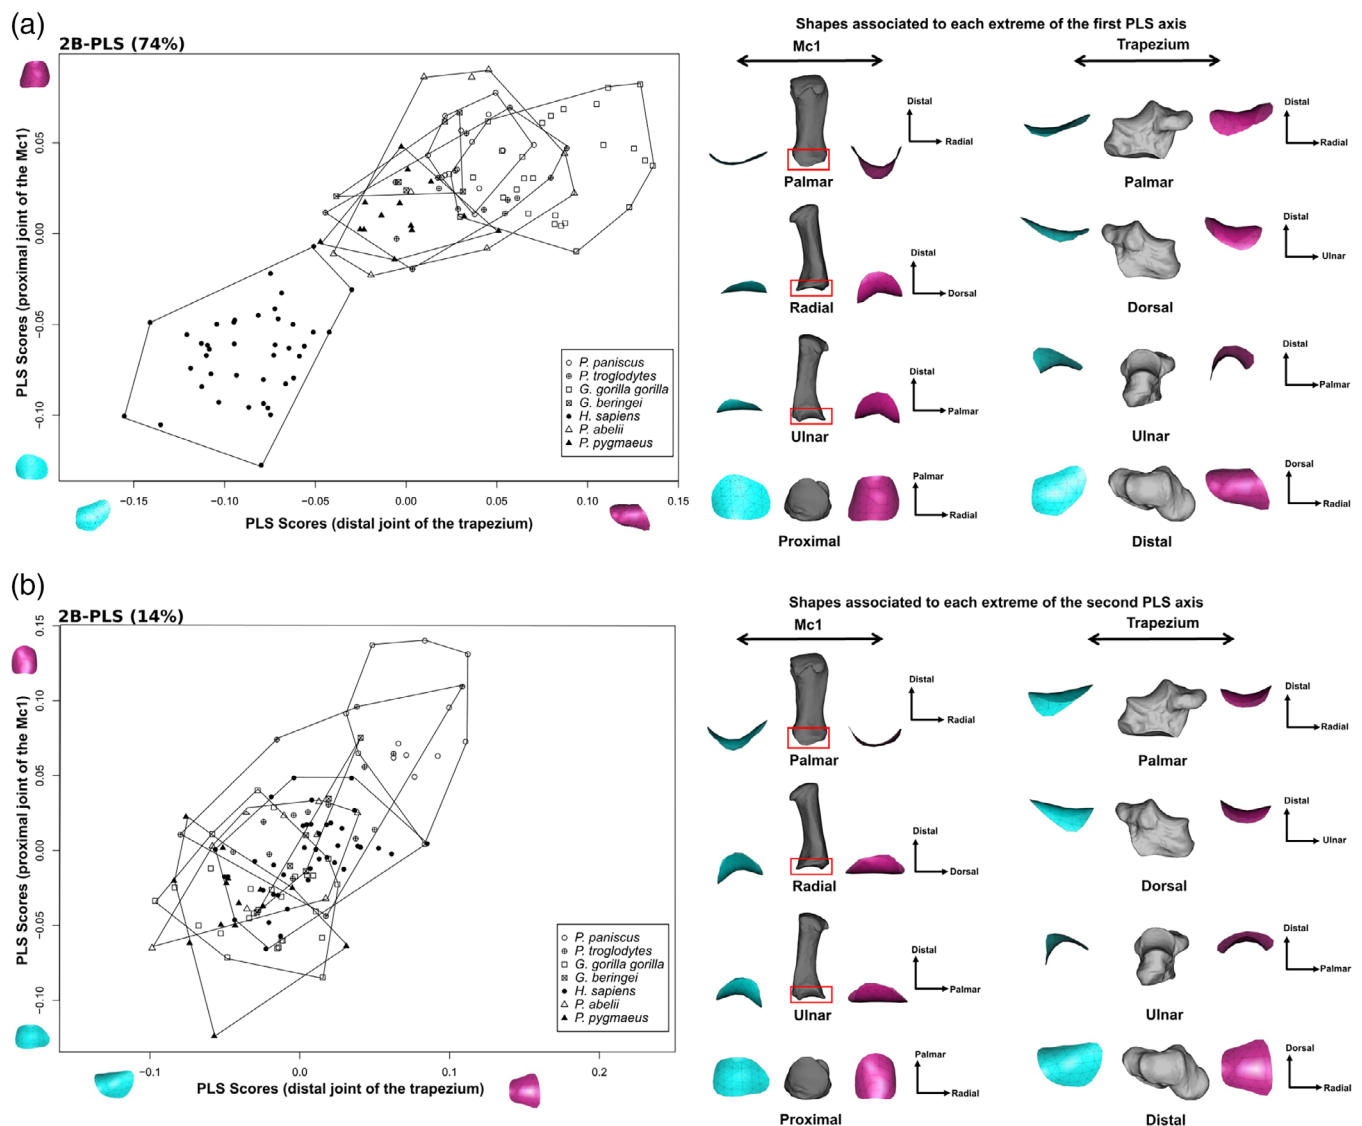 (a)
2B-PLS (74%)
PLS Scores (proximal joint of the Mc1)
0.05
0.00
−0.05
−0.10
−0.15
−0.10
−0.05
0.00
0.05
0.10
0.15
PLS Scores (distal joint of the trapezium)
P. paniscus
P. troglodytes
G. gorilla gorilla
G. beringei
H. sapiens
P. abelii
P. pygmaeus
Shapes associated to each extreme of the first PLS axis
Mc1
Trapezium
Distal
Radial
Palmar
Distal
Radial
Palmar
Distal
Dorsal
Radial
Distal
Ulnar
Dorsal
Distal
Palmar
Ulnar
Distal
Palmar
Ulnar
Palmar
Radial
Proximal
Dorsal
Radial
Distal
(b)
2B-PLS (14%)
PLS Scores (proximal joint of the Mc1)
0.15
0.10
0.05
0.00
−0.05
−0.10
−0.1
0.0
0.1
0.2
PLS Scores (distal joint of the trapezium)
P. paniscus
P. troglodytes
G. gorilla gorilla
G. beringei
H. sapiens
P. abelii
P. pygmaeus
Shapes associated to each extreme of the second PLS axis
Mc1
Trapezium
Distal
Radial
Palmar
Distal
Radial
Palmar
Distal
Dorsal
Radial
Distal
Ulnar
Dorsal
Distal
Palmar
Ulnar
Distal
Palmar
Ulnar
Palmar
Radial
Proximal
Dorsal
Radial
Distal